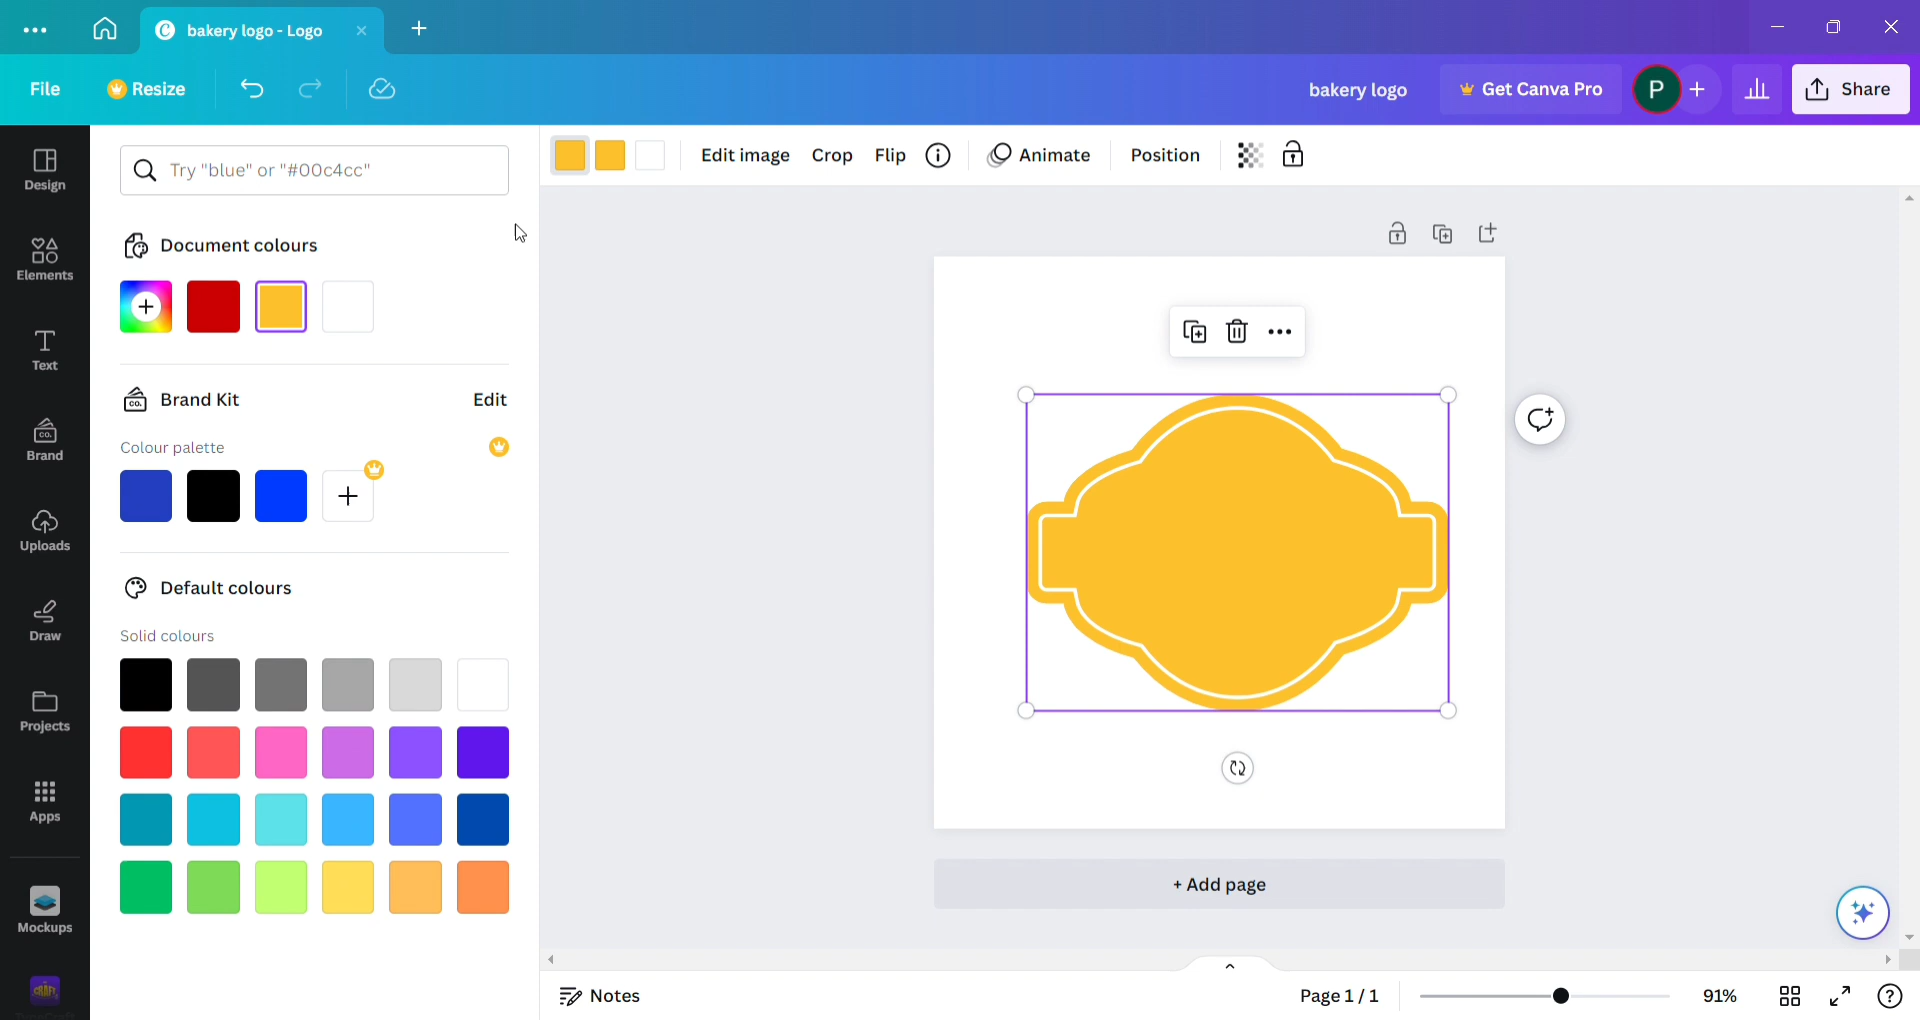 bakery logo - Logo
File
Resize
bakery logo
Get Canva Pro
P
Share
Design
Elements
Text
Brand
Uploads
Draw
Projects
Apps
Mockups
Try "blue" or "#00c4cc"
Document colours
Brand Kit
Edit
Colour palette
Default colours
Solid colours
Edit image
Crop
Flip
Animate
Position
+ Add page
Notes
Page 1 / 1
91%